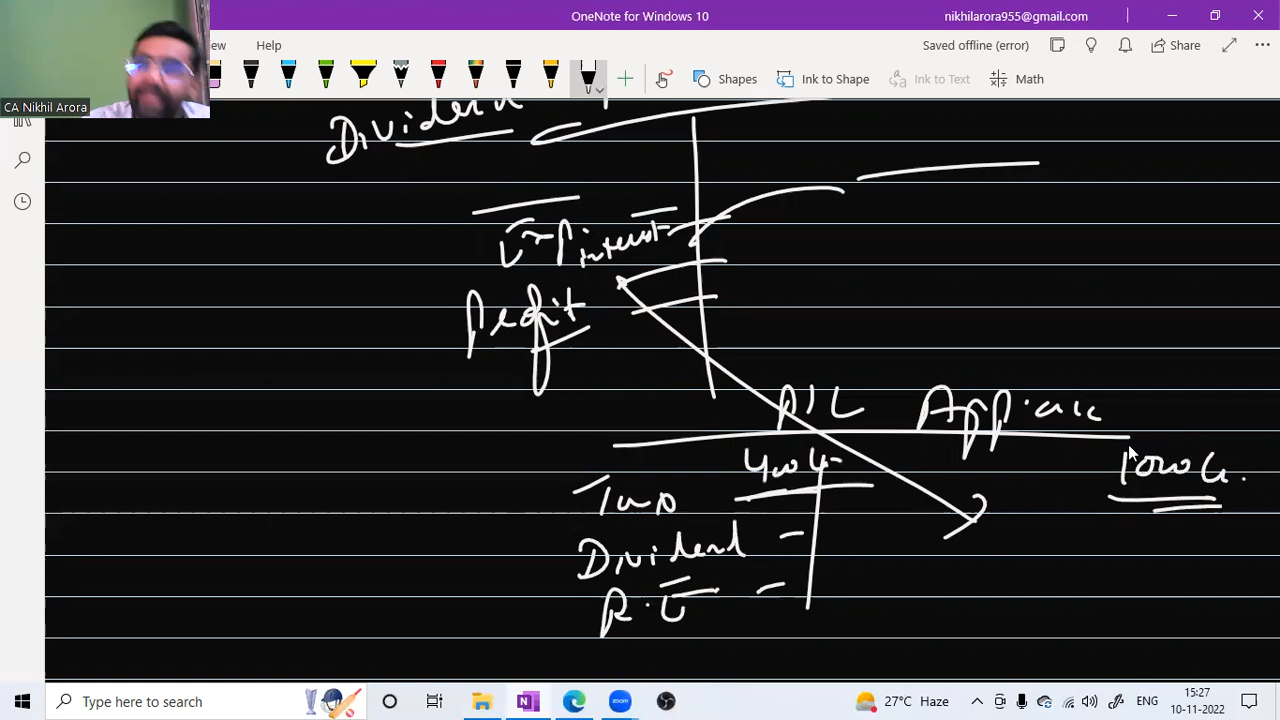 OneNote for Windows 10
nikhilarora955@gmail.com
ew Help
Saved offline (error)
Share
Shapes
Ink to Shape
Ink to Text
Math
CA Nikhil Arora
Dividend
interest
Profit
P/L App. a/c
Dividend
Type here to search
27°C Haze
ENG
15:27
10-11-2022